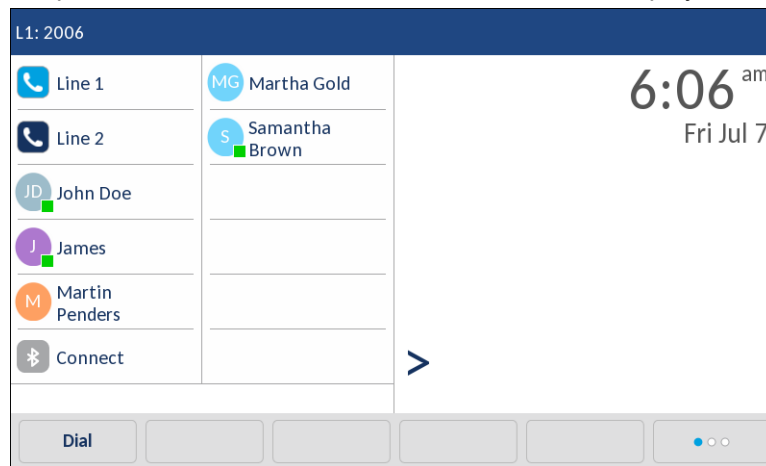 L1: 2006
Line 1
Line 2
JD John Doe
J James
M Martin
Penders
Connect
MG Martha Gold
S Samantha
Brown
6:06 am
Fri Jul 7
>
Dial